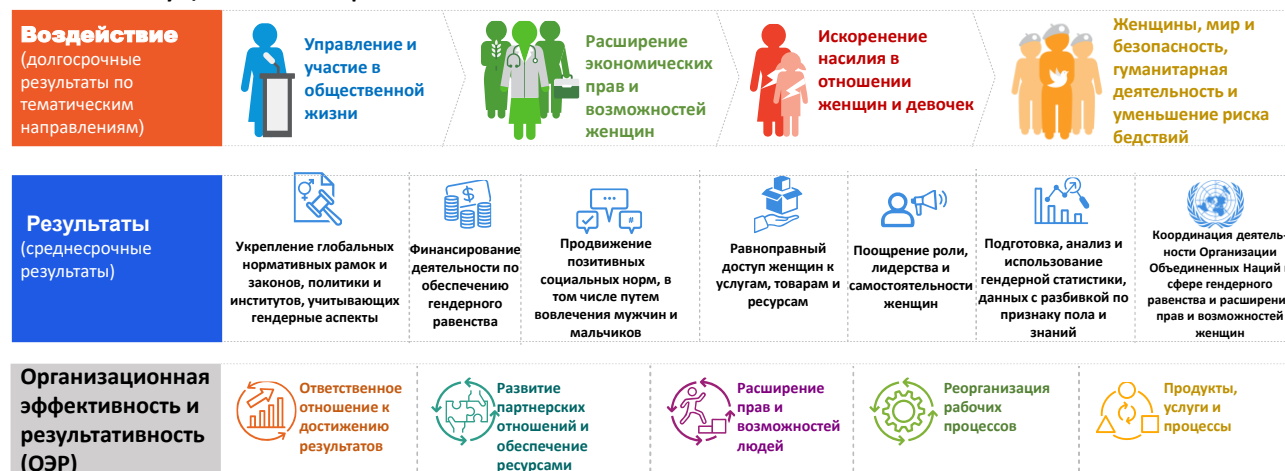 Воздействие
(долгосрочные
результаты по
тематическим
направлениям)
Управление и
участие в
общественной
жизни
Расширение
экономических
прав и
возможностей
женщин
Искоренение
насилия в
отношении
женщин и девочек
Женщины, мир и
безопасность,
гуманитарная
деятельность и
уменьшение риска
бедствий
Результаты
(среднесрочные
результаты)
Укрепление глобальных
нормативных рамок и
законов, политики и
институтов, учитывающих
гендерные аспекты
Финансирование
деятельности по
обеспечению
гендерного
равенства
Продвижение
позитивных
социальных норм, в
том числе путем
вовлечения мужчин и
мальчиков
Равноправный
доступ женщин к
услугам, товарам и
ресурсам
Поощрение роли,
лидерства и
самостоятельности
женщин
Подготовка, анализ и
использование
гендерной статистики,
данных с разбивкой по
признаку пола и
знаний
Координация деятель-
ности Организации
Объединенных Наций
сфере гендерного
равенства и
прав и возможностей
женщин
Организационная
эффективность и
результативность
(ОЭР)
Ответственное
отношение к
достижению
результатов
Развитие
партнерских
отношений и
обеспечение
ресурсами
Расширение
прав и
возможностей
людей
Реорганизация
рабочих
процессов
Продукты,
услуги и
процессы